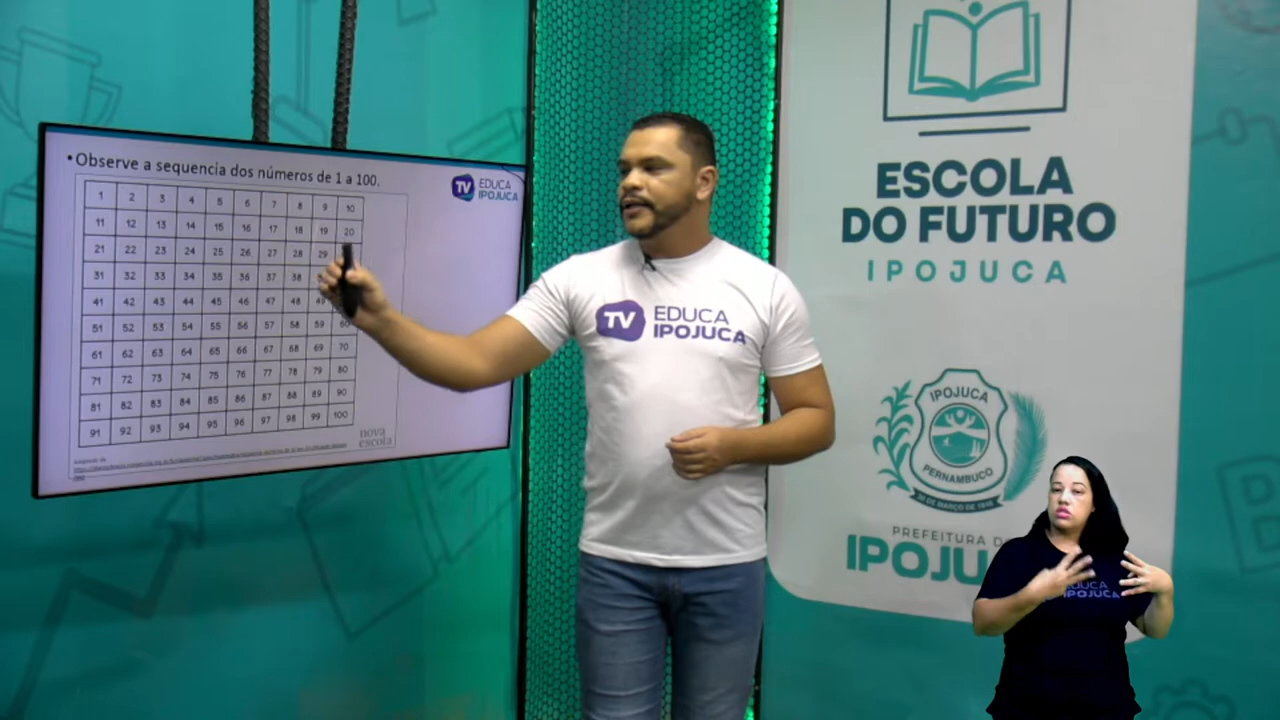 • Observe a sequencia dos números de 1 a 100.
TV EDUCA
IPOJUCA
1 2 3 4 5 6 7 8 9 10
11 12 13 14 15 16 17 18 19 20
21 22 23 24 25 26 27 28 29
31 32 33 34 35 36 37 38
41 42 43 44 45 46 47 48 49
51 52 53 54 55 56 57 58 59 60
61 62 63 64 65 66 67 68 69 70
71 72 73 74 75 76 77 78 79 80
81 82 83 84 85 86 87 88 89 90
91 92 93 94 95 96 97 98 99 100
nova
escola
TV EDUCA
IPOJUCA
ESCOLA
DO FUTURO
IPOJUCA
IPOJUCA
PERNAMBUCO
PREFEITURA D
IPOJU
EDUCA
IPOJUCA